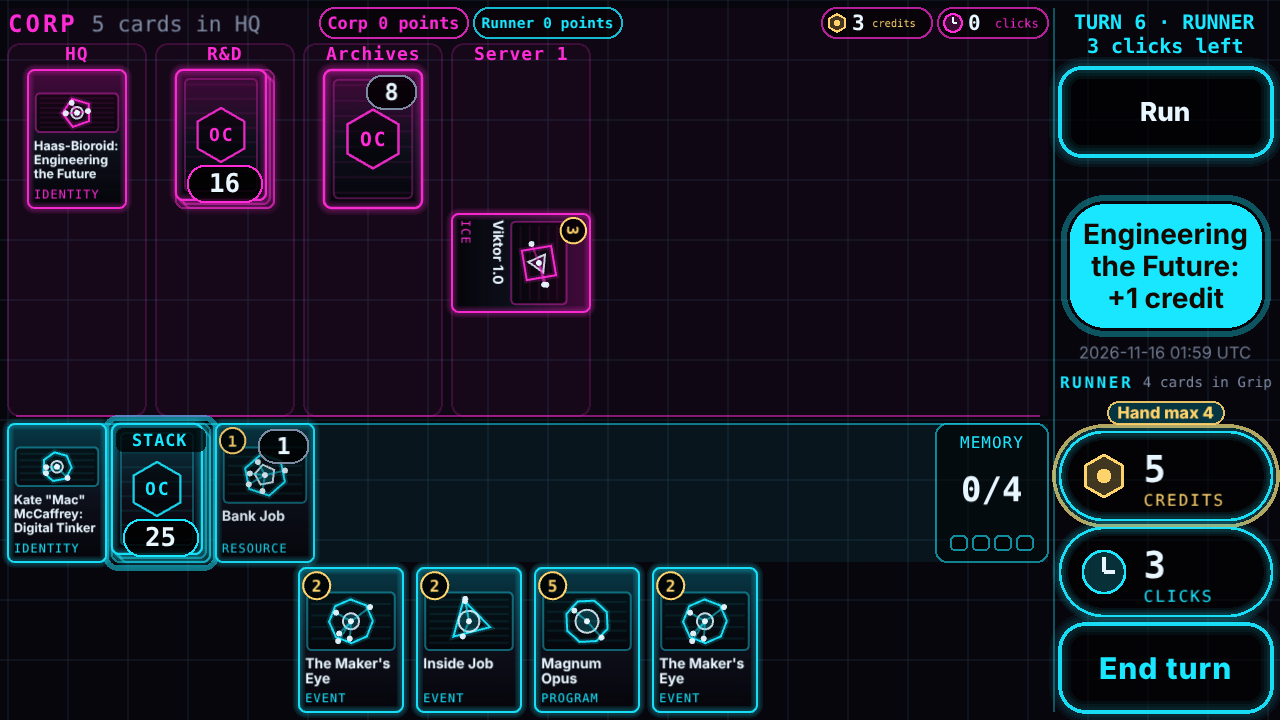 CORP 5 cards in HQ
Corp 0 points
Runner 0 points
3 credits
0 clicks
TURN 6 · RUNNER
3 clicks left
HQ
R&D
Archives
Server 1
Run
Haas-Bioroid:
Engineering
the Future
IDENTITY
OC
16
8
OC
ICE
Viktor 1.0
3
Engineering
the Future:
+1 credit
2026-11-16 01:59 UTC
RUNNER 4 cards in Grip
Hand max 4
5
CREDITS
3
CLICKS
End turn
Kate "Mac"
McCaffrey:
Digital Tinker
IDENTITY
STACK
OC
25
1
1
Bank Job
RESOURCE
MEMORY
0/4
2
The Maker's
Eye
EVENT
2
Inside Job
EVENT
5
Magnum
Opus
PROGRAM
2
The Maker's
Eye
EVENT